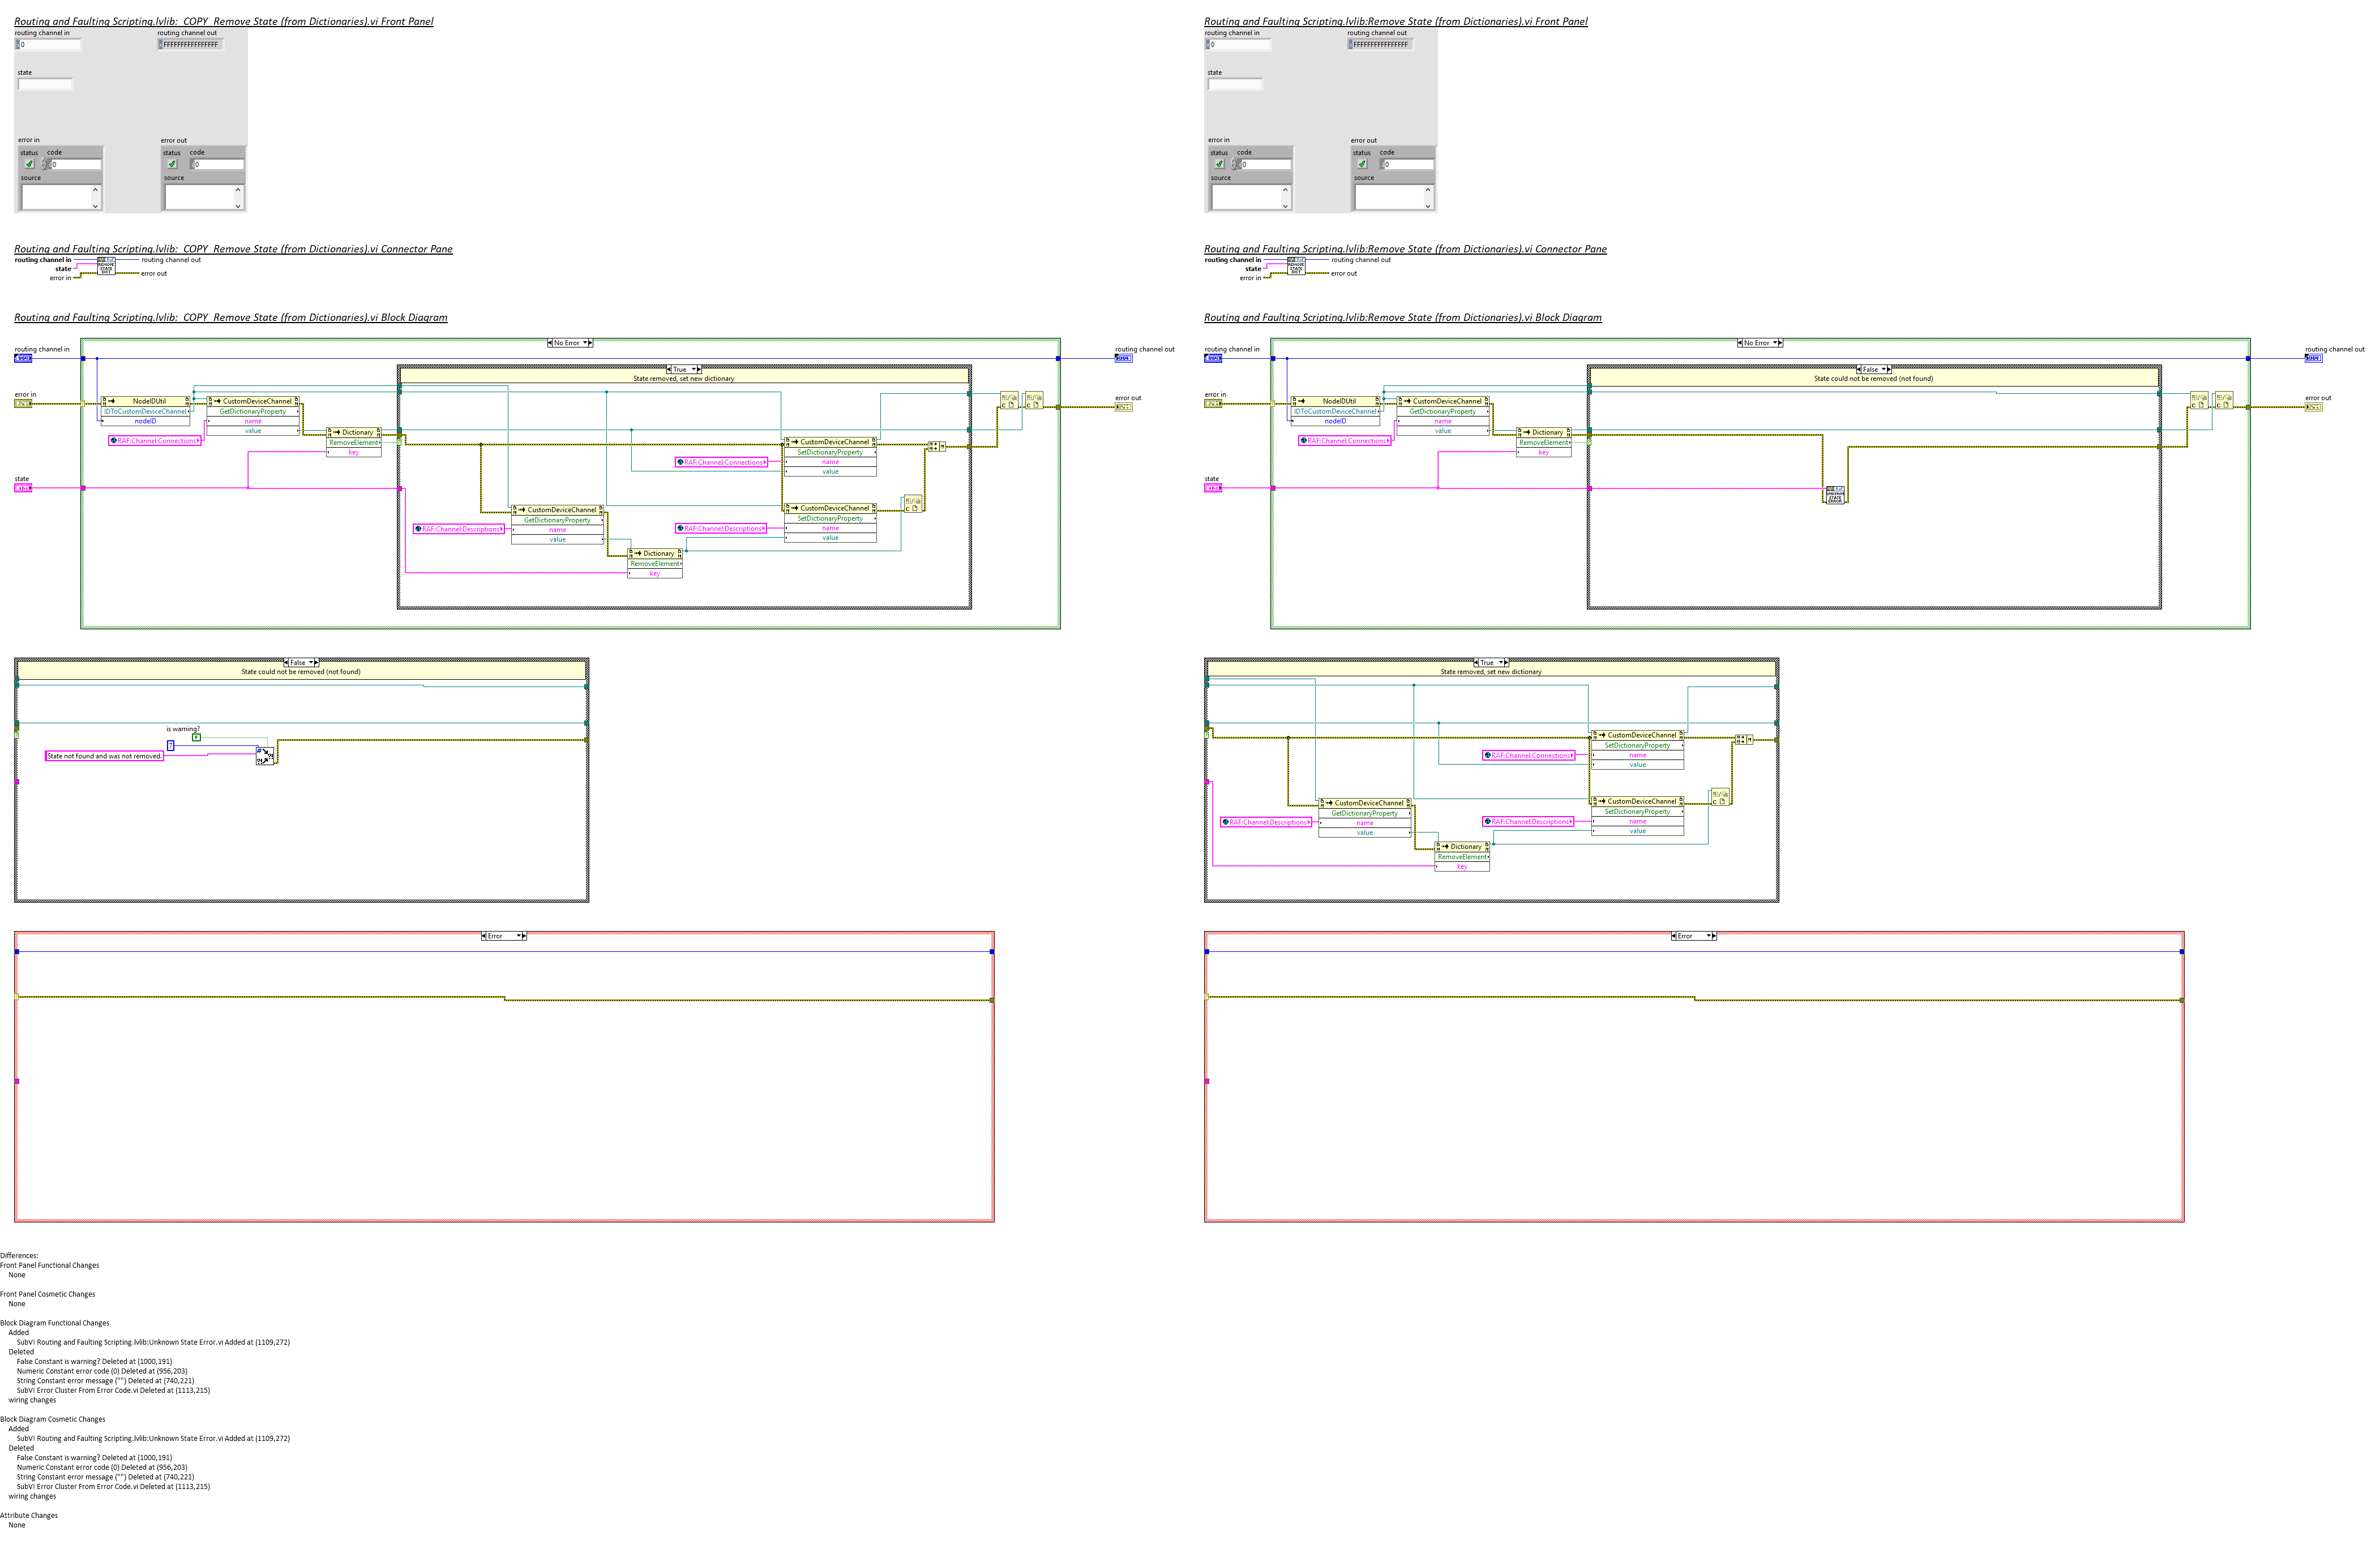 Routing and Faulting Scripting.lvlib:_COPY_Remove State (from Dictionaries).vi Front Panel
routing channel in
routing channel out
0
FFFFFFFFFFFFFFF
state
error in
error out
status code
status code
0
0
source
source
Routing and Faulting Scripting.lvlib:_COPY_Remove State (from Dictionaries).vi Connector Pane
routing channel in
routing channel out
state
error in
error out
Routing and Faulting Scripting.lvlib:_COPY_Remove State (from Dictionaries).vi Block Diagram
No Error
routing channel in
routing channel out
True
State removed, set new dictionary
error in
error out
NodeIDUtil
IDToCustomDeviceChannel
nodeID
CustomDeviceChannel
GetDictionaryProperty
name
value
RAF:Channel:Connections
Dictionary
RemoveElement
key
state
CustomDeviceChannel
SetDictionaryProperty
name
value
RAF:Channel:Connections
CustomDeviceChannel
GetDictionaryProperty
name
value
RAF:Channel:Descriptions
CustomDeviceChannel
SetDictionaryProperty
name
value
RAF:Channel:Descriptions
Dictionary
RemoveElement
key
False
State could not be removed (not found)
is warning?
F
7
State not found and was not removed.
Error
Routing and Faulting Scripting.lvlib:Remove State (from Dictionaries).vi Front Panel
routing channel in
routing channel out
0
FFFFFFFFFFFFFFF
state
error in
error out
status code
status code
0
0
source
source
Routing and Faulting Scripting.lvlib:Remove State (from Dictionaries).vi Connector Pane
routing channel in
routing channel out
state
error in
error out
Routing and Faulting Scripting.lvlib:Remove State (from Dictionaries).vi Block Diagram
No Error
routing channel in
routing channel out
False
State could not be removed (not found)
error in
error out
NodeIDUtil
IDToCustomDeviceChannel
nodeID
CustomDeviceChannel
GetDictionaryProperty
name
value
RAF:Channel:Connections
Dictionary
RemoveElement
key
state
True
State removed, set new dictionary
CustomDeviceChannel
SetDictionaryProperty
name
value
RAF:Channel:Connections
CustomDeviceChannel
GetDictionaryProperty
name
value
RAF:Channel:Descriptions
CustomDeviceChannel
SetDictionaryProperty
name
value
RAF:Channel:Descriptions
Dictionary
RemoveElement
key
Error
Differences:
Front Panel Functional Changes
None
Front Panel Cosmetic Changes
None
Block Diagram Functional Changes
Added
SubVI Routing and Faulting Scripting.lvlib:Unknown State Error.vi Added at (1109,272)
Deleted
False Constant is warning? Deleted at (1000,191)
Numeric Constant error code (0) Deleted at (956,203)
String Constant error message ("") Deleted at (740,221)
SubVI Error Cluster From Error Code.vi Deleted at (1113,215)
wiring changes
Block Diagram Cosmetic Changes
Added
SubVI Routing and Faulting Scripting.lvlib:Unknown State Error.vi Added at (1109,272)
Deleted
False Constant is warning? Deleted at (1000,191)
Numeric Constant error code (0) Deleted at (956,203)
String Constant error message ("") Deleted at (740,221)
SubVI Error Cluster From Error Code.vi Deleted at (1113,215)
wiring changes
Attribute Changes
None